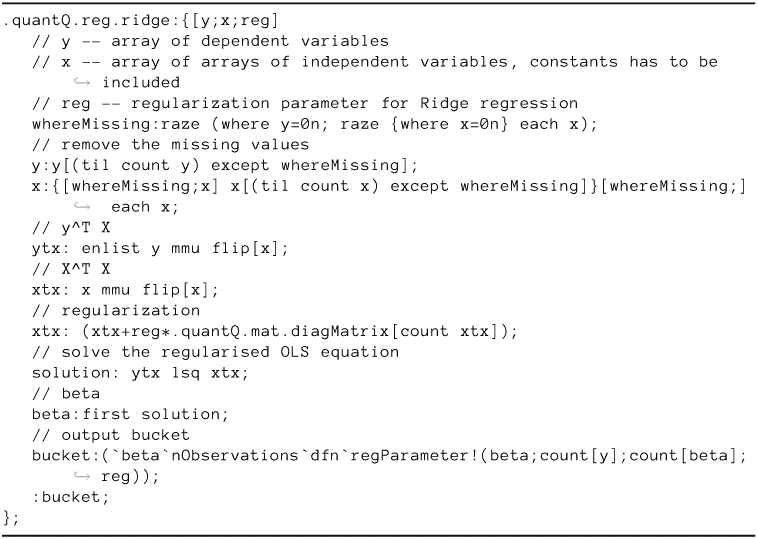 .quantQ.reg.ridge:{[y;x;reg]
// y -- array of dependent variables
// x -- array of arrays of independent variables, constants has to be
↪ included
// reg -- regularization parameter for Ridge regression
whereMissing:raze (where y=0n; raze {where x=0n} each x);
// remove the missing values
y:y[(til count y) except whereMissing];
x:{[whereMissing;x] x[(til count x) except whereMissing]}[whereMissing;]
↪ each x;
// y^T X
ytx: enlist y mmu flip[x];
// X^T X
xtx: x mmu flip[x];
// regularization
xtx: (xtx+reg*.quantQ.mat.diagMatrix[count xtx]);
// solve the regularised OLS equation
solution: ytx lsq xtx;
// beta
beta:first solution;
// output bucket
bucket:(`beta`nObservations`dfn`regParameter!(beta;count[y];count[beta];
↪ reg));
:bucket;
};